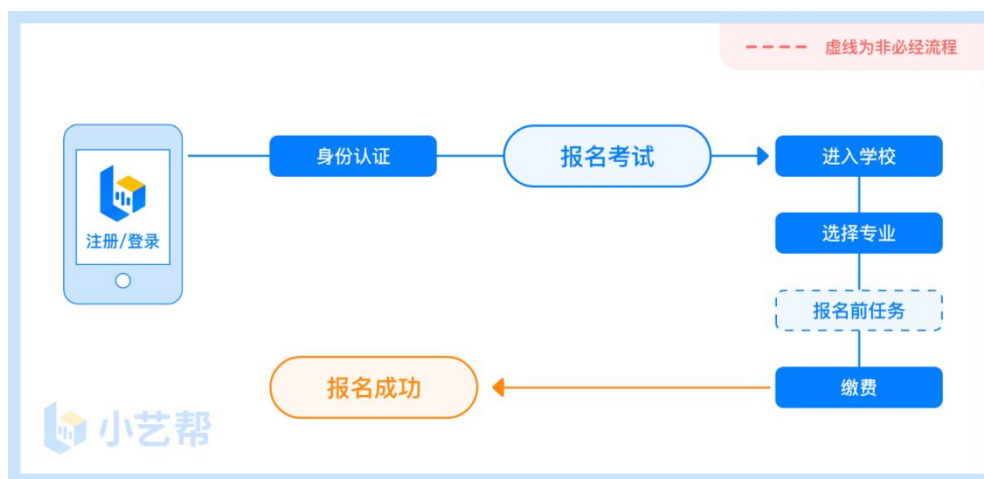 虚线为非必经流程
注册/登录
身份认证
报名考试
进入学校
选择专业
报名前任务
缴费
报名成功
小艺帮